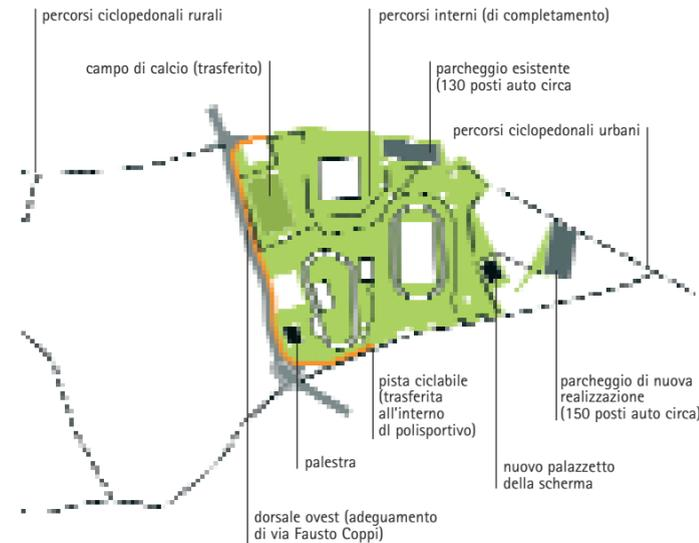 percorsi ciclopedonali rurali
percorsi interni (di completamento)
campo di calcio (trasferito)
parcheggio esistente
(130 posti auto circa
percorsi ciclopedonali urbani
pista ciclabile
(trasferita
all'interno
dl polisportivo)
parcheggio di nuova
realizzazione
(150 posti auto circa)
palestra
nuovo palazzetto
della scherma
dorsale ovest (adeguamento
di via Fausto Coppi)